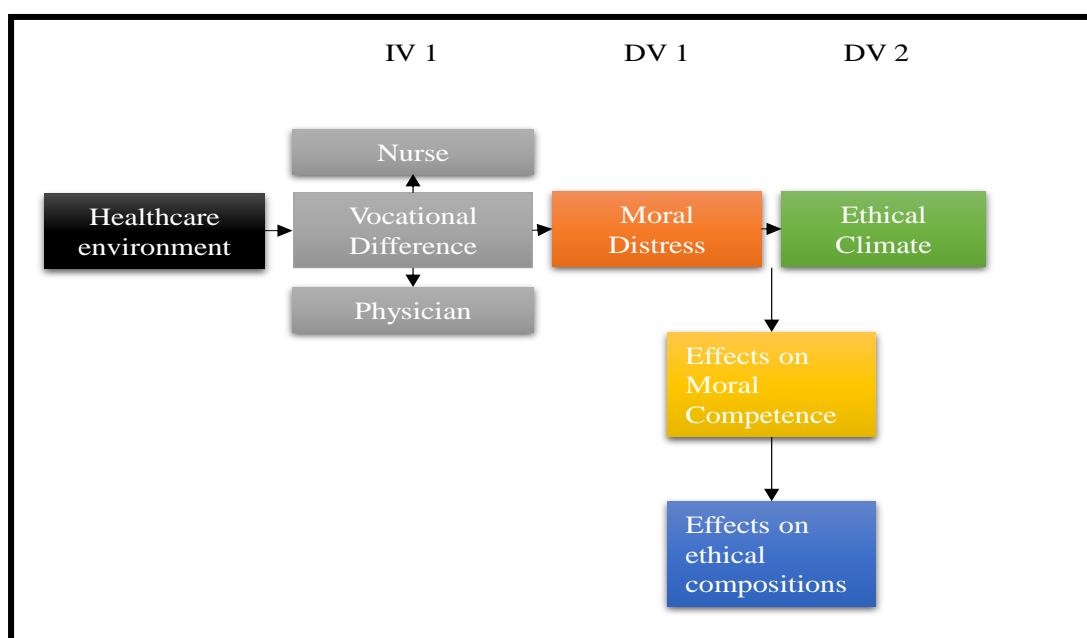 IV 1
DV 1
DV 2
Nurse
Healthcare
environment
Vocational
Difference
Moral
Distress
Ethical
Climate
Physician
Effects on
Moral
Competence
Effects on
ethical
compositions